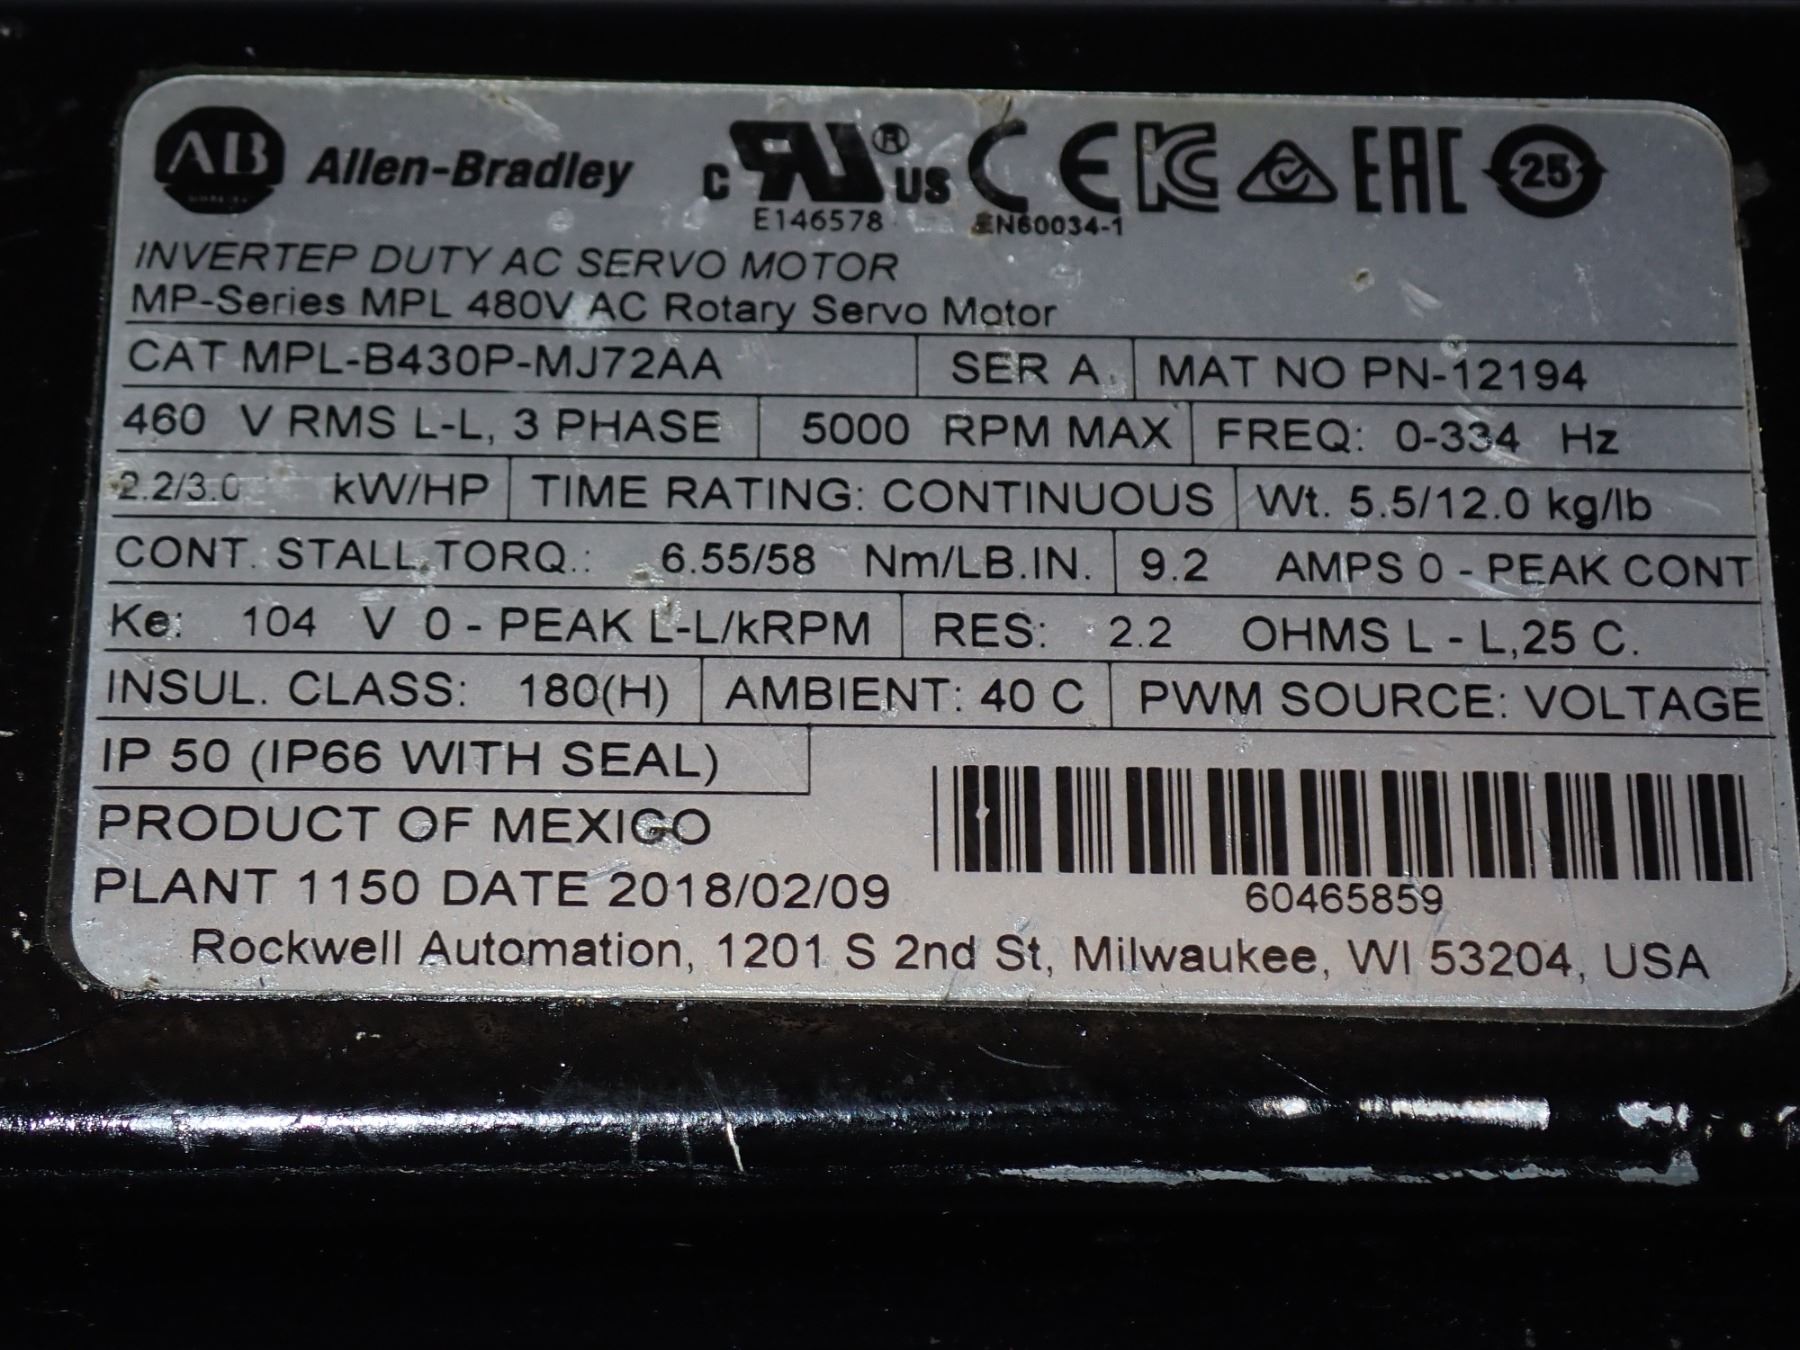 AB Allen-Bradley c RU® US CE KC EAC 25
E146578 EN60034-1
INVERTEP DUTY AC SERVO MOTOR
MP-Series MPL 480V AC Rotary Servo Motor
CAT MPL-B430P-MJ72AA SER A MAT NO PN-12194
460 V RMS L-L, 3 PHASE 5000 RPM MAX FREQ: 0-334 Hz
2.2/3.0 kW/HP TIME RATING: CONTINUOUS Wt. 5.5/12.0 kg/lb
CONT. STALL TORQ.: 6.55/58 Nm/LB.IN. 9.2 AMPS 0 - PEAK CONT
Ke: 104 V 0 - PEAK L-L/kRPM RES: 2.2 OHMS L - L,25 C.
INSUL. CLASS: 180(H) AMBIENT: 40 C PWM SOURCE: VOLTAGE
IP 50 (IP66 WITH SEAL)
PRODUCT OF MEXICO
PLANT 1150 DATE 2018/02/09
60465859
Rockwell Automation, 1201 S 2nd St, Milwaukee, WI 53204, USA